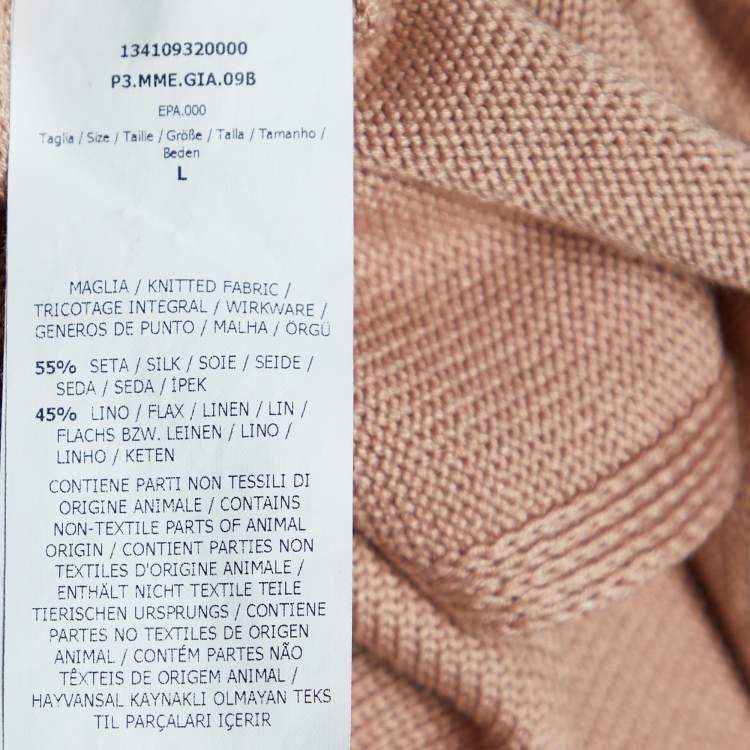 134109320000
P3.MME.GIA.09B
EPA.000
Taglia / Size / Taille / Größe / Talla / Tamanho /
Beden
L
MAGLIA / KNITTED FABRIC /
TRICOTAGE INTEGRAL / WIRKWARE /
GENEROS DE PUNTO / MALHA / ÖRGÜ
55% SETA / SILK / SOIE / SEIDE /
SEDA / SEDA / İPEK
45% LINO / FLAX / LINEN / LIN /
FLACHS BZW. LEINEN / LINO /
LINHO / KETEN
CONTIENE PARTI NON TESSILI DI
ORIGINE ANIMALE / CONTAINS
NON-TEXTILE PARTS OF ANIMAL
ORIGIN / CONTIENT PARTIES NON
TEXTILES D'ORIGINE ANIMALE /
ENTHÄLT NICHT TEXTILE TEILE
TIERISCHEN URSPRUNGS / CONTIENE
PARTES NO TEXTILES DE ORIGEN
ANIMAL / CONTÉM PARTES NÃO
TÊXTEIS DE ORIGEM ANIMAL /
HAYVANSAL KAYNAKLI OLMAYAN TEKS
TIL PARÇALARI IÇERIR